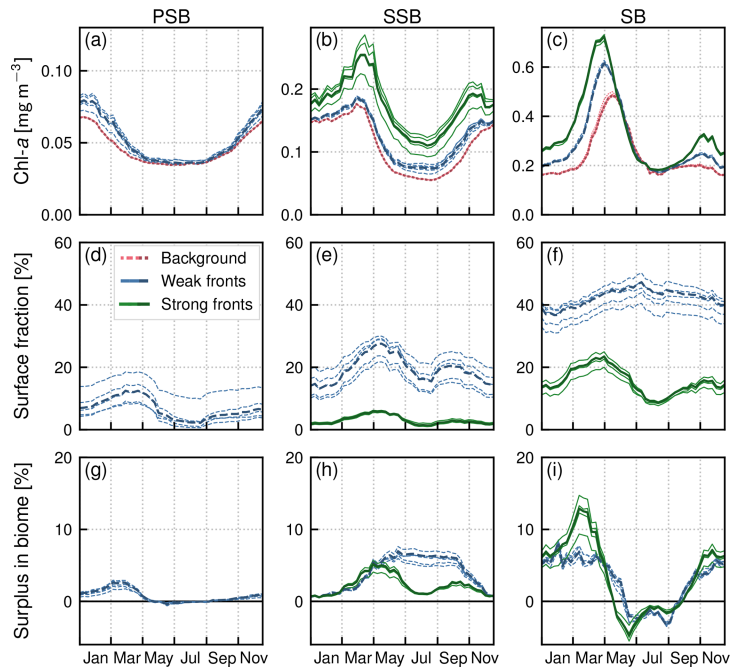 PSB SSB SB
(a) (b) (c)
Chl-a [mg m⁻³]
0.10
0.05
0.00
0.2
0.1
0.0
0.6
0.4
0.2
0.0
(d) (e) (f)
Surface fraction [%]
60
40
20
0
Background
Weak fronts
Strong fronts
60
40
20
0
60
40
20
0
(g) (h) (i)
Surplus in biome [%]
20
10
0
20
10
0
20
10
0
Jan Mar May Jul Sep Nov Jan Mar May Jul Sep Nov Jan Mar May Jul Sep Nov